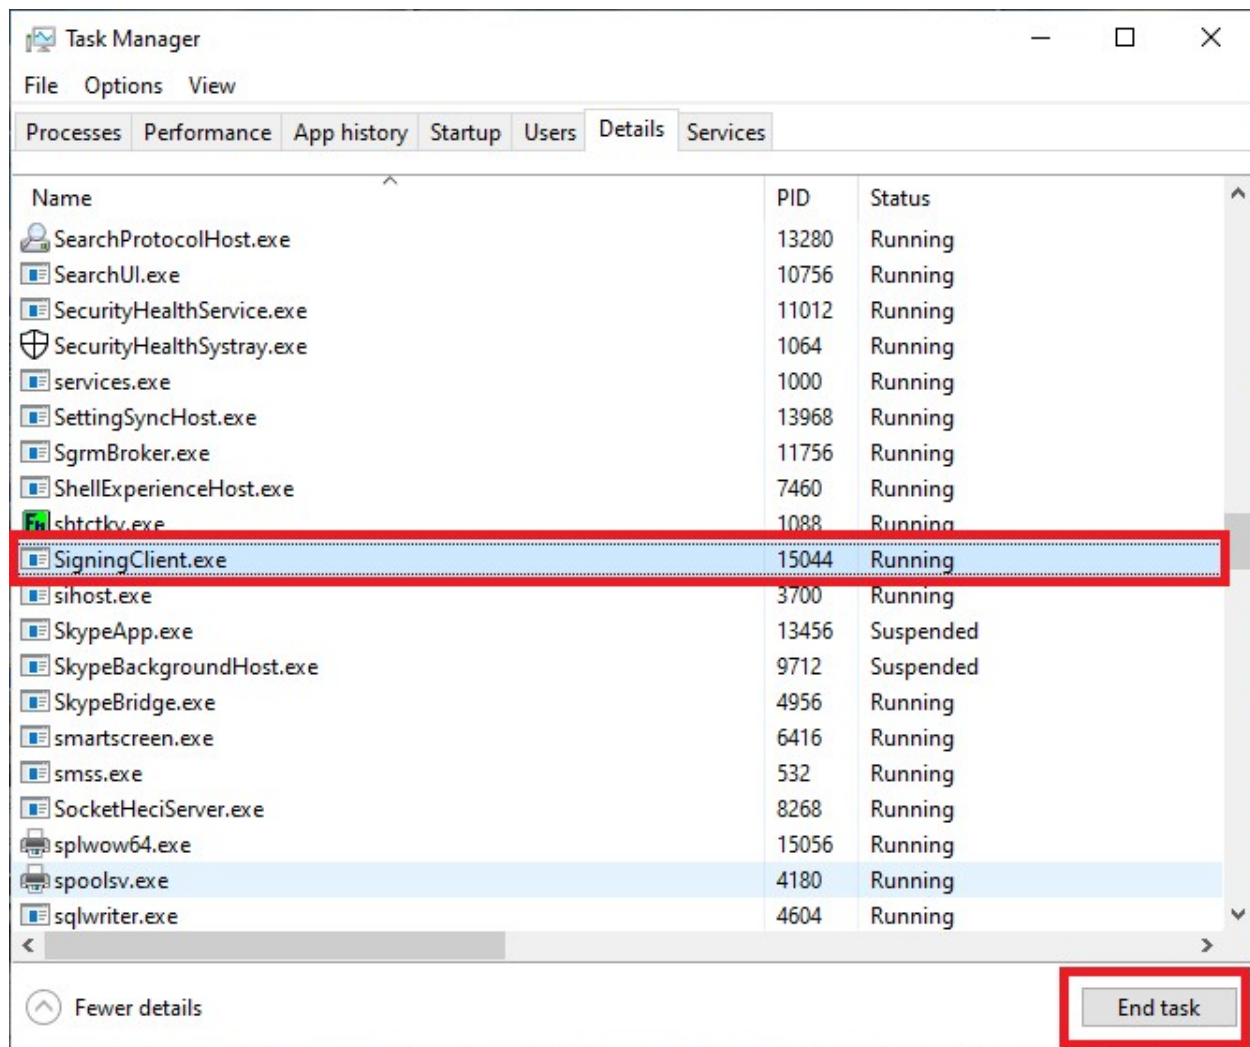 Task Manager
File Options View
Processes Performance App history Startup Users Details Services
Name PID Status
SearchProtocolHost.exe 13280 Running
SearchUI.exe 10756 Running
SecurityHealthService.exe 11012 Running
SecurityHealthSystray.exe 1064 Running
services.exe 1000 Running
SettingSyncHost.exe 13968 Running
SgrmBroker.exe 11756 Running
ShellExperienceHost.exe 7460 Running
shtctky.exe 1088 Running
SigningClient.exe 15044 Running
sihost.exe 3700 Running
SkypeApp.exe 13456 Suspended
SkypeBackgroundHost.exe 9712 Suspended
SkypeBridge.exe 4956 Running
smartscreen.exe 6416 Running
smss.exe 532 Running
SocketHeciServer.exe 8268 Running
splwow64.exe 15056 Running
spoolsv.exe 4180 Running
sqlwriter.exe 4604 Running
Fewer details End task